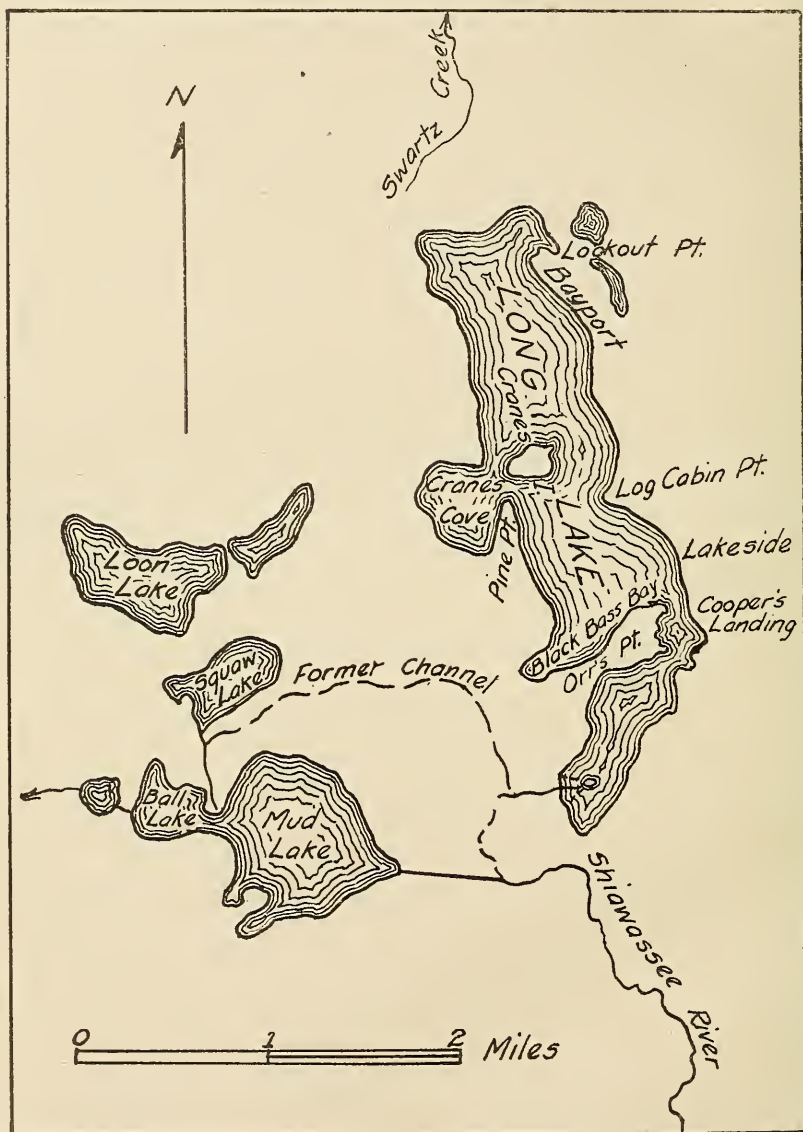 Swartz Creek
N
Lookout Pt.
Bayport
LONG LAKE
Cranes I.
Cranes
Cove
Log Cabin Pt.
Pine Pt.
Lakeside
Loon
Lake
Black Bass Bay
Cooper's
Landing
Orr's Pt.
Squaw
Lake
Former Channel
Ball
Lake
Mud
Lake
Shiawassee River
0 1 2 Miles